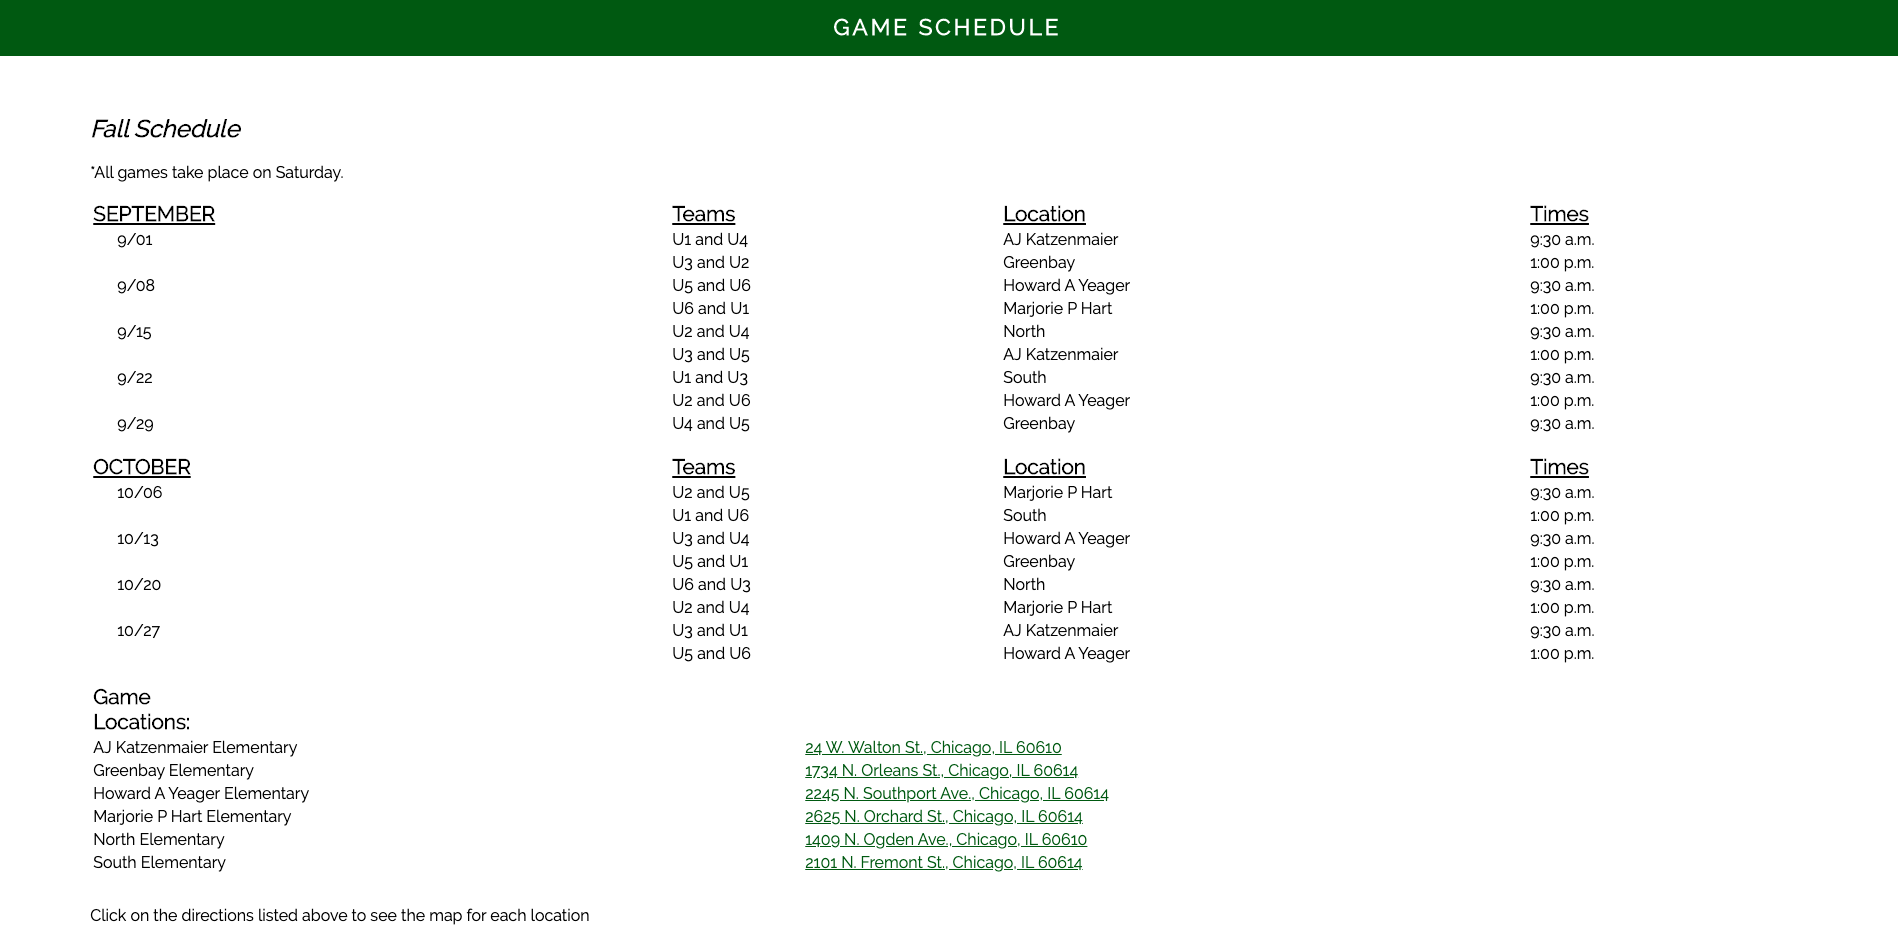 GAME SCHEDULE
Fall Schedule
*All games take place on Saturday.
SEPTEMBER Teams Location Times
9/01 U1 and U4 AJ Katzenmaier 9:30 a.m.
U3 and U2 Greenbay 1:00 p.m.
9/08 U5 and U6 Howard A Yeager 9:30 a.m.
U6 and U1 Marjorie P Hart 1:00 p.m.
9/15 U2 and U4 North 9:30 a.m.
U3 and U5 AJ Katzenmaier 1:00 p.m.
9/22 U1 and U3 South 9:30 a.m.
U2 and U6 Howard A Yeager 1:00 p.m.
9/29 U4 and U5 Greenbay 9:30 a.m.
OCTOBER Teams Location Times
10/06 U2 and U5 Marjorie P Hart 9:30 a.m.
U1 and U6 South 1:00 p.m.
10/13 U3 and U4 Howard A Yeager 9:30 a.m.
U5 and U1 Greenbay 1:00 p.m.
10/20 U6 and U3 North 9:30 a.m.
U2 and U4 Marjorie P Hart 1:00 p.m.
10/27 U3 and U1 AJ Katzenmaier 9:30 a.m.
U5 and U6 Howard A Yeager 1:00 p.m.
Game
Locations:
AJ Katzenmaier Elementary 24 W. Walton St., Chicago, IL 60610
Greenbay Elementary 1734 N. Orleans St., Chicago, IL 60614
Howard A Yeager Elementary 2245 N. Southport Ave., Chicago, IL 60614
Marjorie P Hart Elementary 2625 N. Orchard St., Chicago, IL 60614
North Elementary 1409 N. Ogden Ave., Chicago, IL 60610
South Elementary 2101 N. Fremont St., Chicago, IL 60614
Click on the directions listed above to see the map for each location